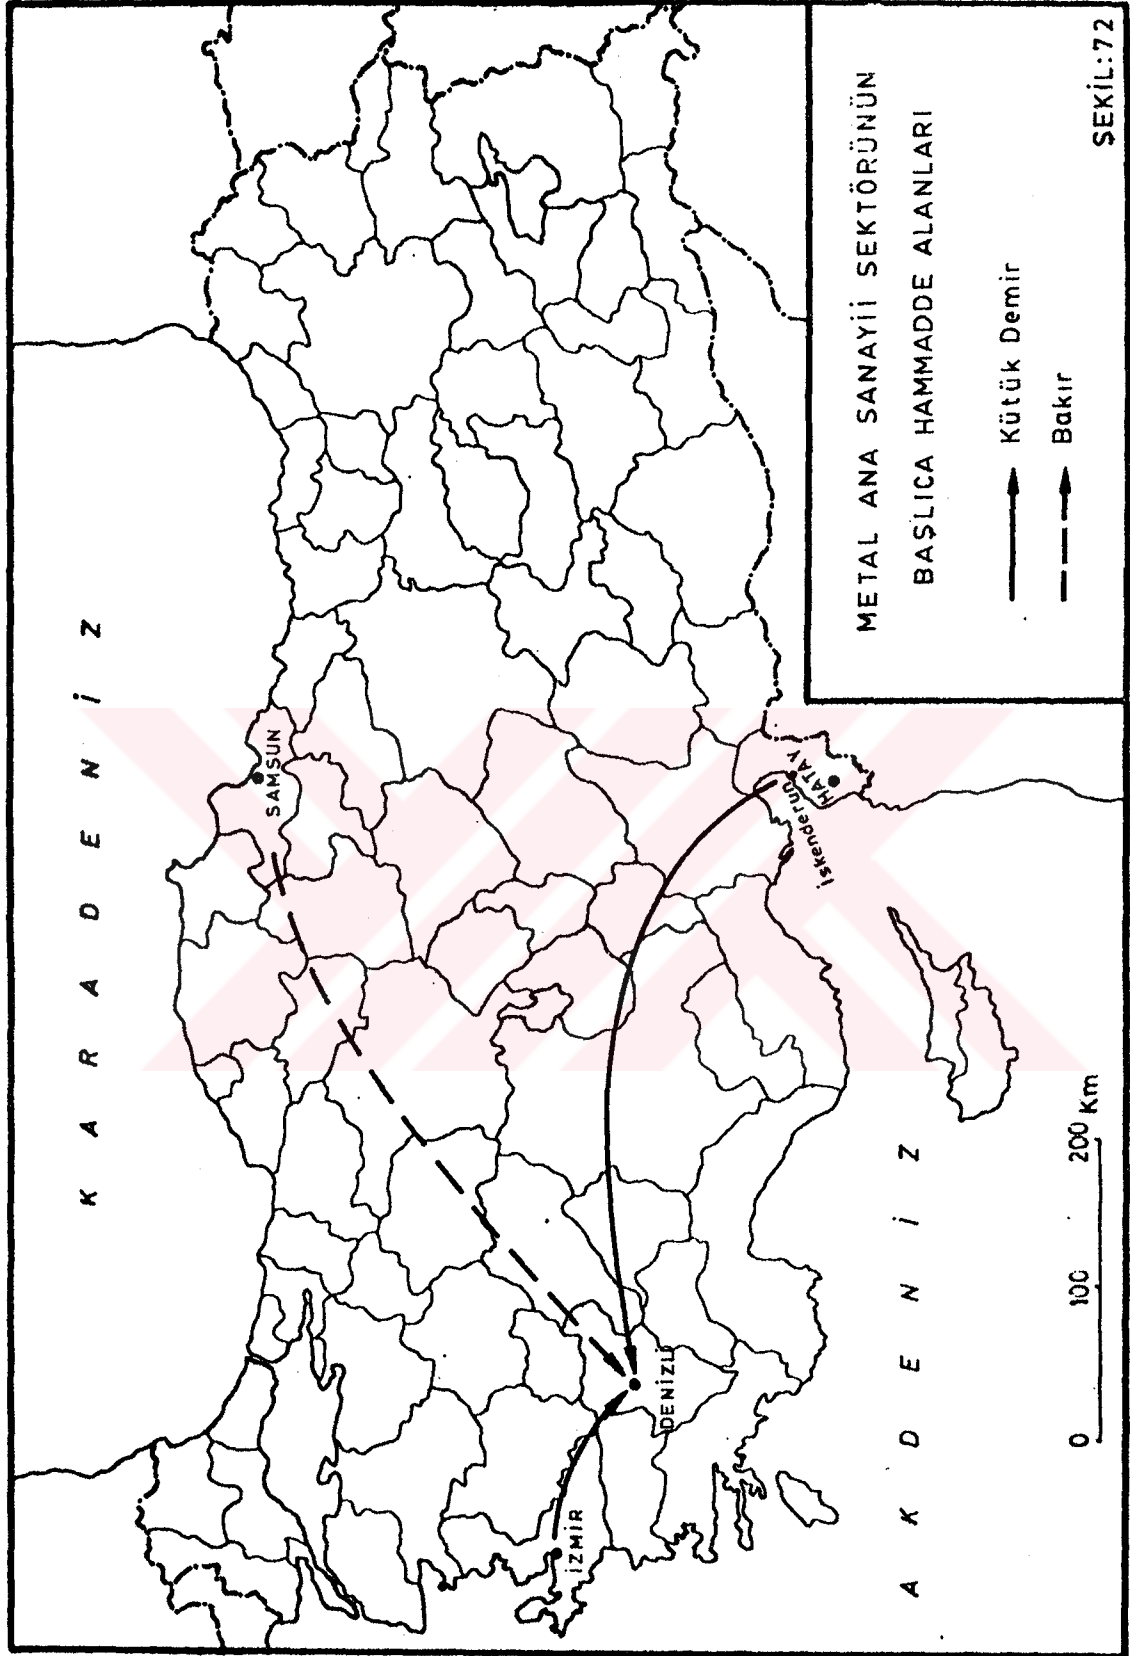 K A R A D E N İ Z
SAMSUN
İZMİR
DENİZLİ
İskenderun
HATAY
A K D E N İ Z
0 100 200 Km
METAL ANA SANAYİİ SEKTÖRÜNÜN
BAŞLICA HAMMADDE ALANLARI
Kütük Demir
Bakır
ŞEKİL:72